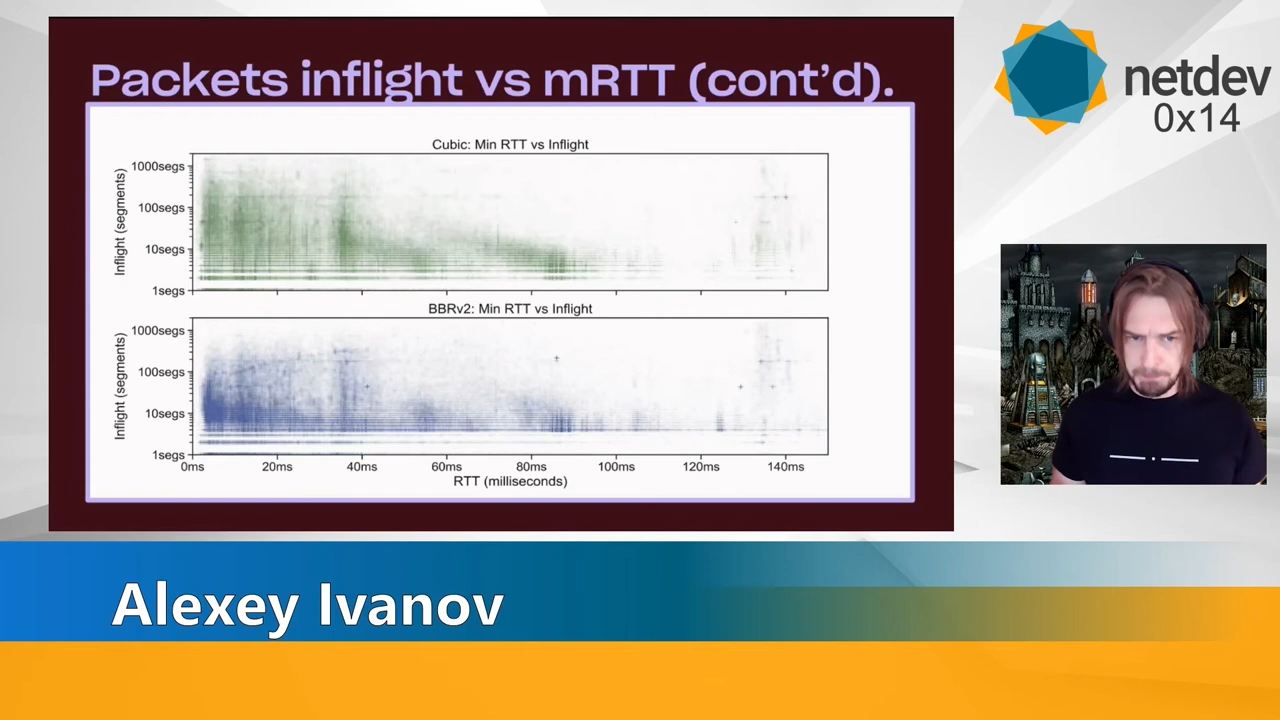 Packets inflight vs mRTT (cont'd).
Cubic: Min RTT vs Inflight
Inflight (segments)
1000segs
100segs
10segs
1segs
BBRv2: Min RTT vs Inflight
Inflight (segments)
1000segs
100segs
10segs
1segs
0ms 20ms 40ms 60ms 80ms 100ms 120ms 140ms
RTT (milliseconds)
netdev
0x14
Alexey Ivanov